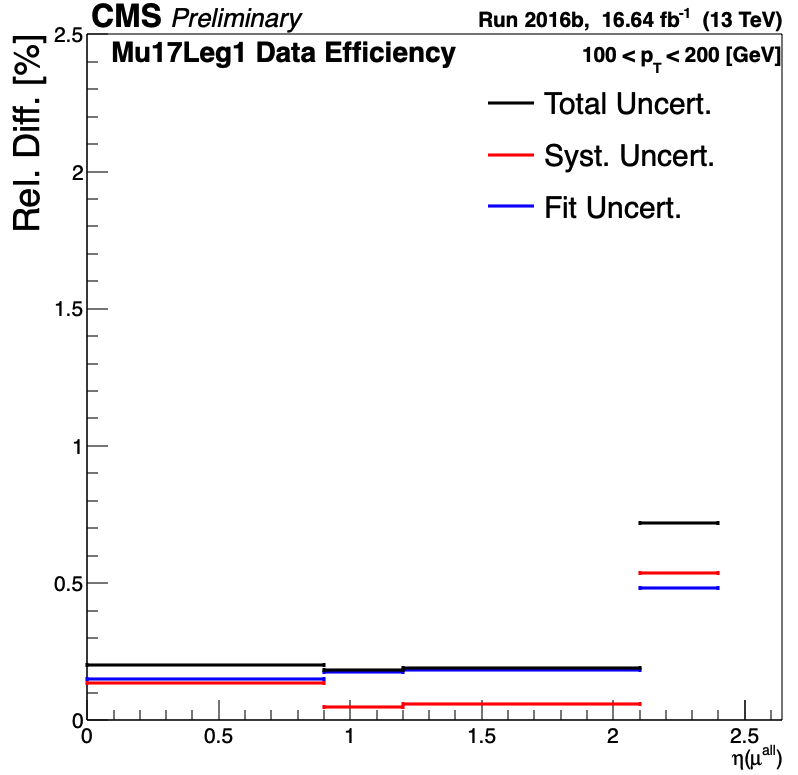 CMS Preliminary Run 2016b, 16.64 fb⁻¹ (13 TeV)
Mu17Leg1 Data Efficiency 100 < p_T < 200 [GeV]
Rel. Diff. [%]
Total Uncert.
Syst. Uncert.
Fit Uncert.
2.5
2
1.5
1
0.5
0
0 0.5 1 1.5 2 2.5
η(μ^all)